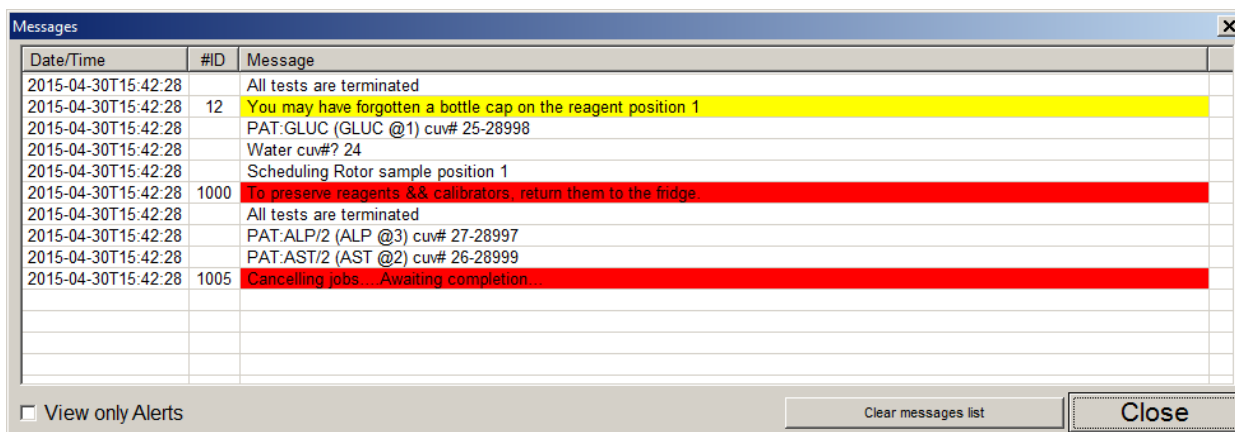 Messages
Date/Time #ID Message
2015-04-30T15:42:28 All tests are terminated
2015-04-30T15:42:28 12 You may have forgotten a bottle cap on the reagent position 1
2015-04-30T15:42:28 PAT:GLUC (GLUC @1) cuv# 25-28998
2015-04-30T15:42:28 Water cuv#? 24
2015-04-30T15:42:28 Scheduling Rotor sample position 1
2015-04-30T15:42:28 1000 To preserve reagents && calibrators, return them to the fridge.
2015-04-30T15:42:28 All tests are terminated
2015-04-30T15:42:28 PAT:ALP/2 (ALP @3) cuv# 27-28997
2015-04-30T15:42:28 PAT:AST/2 (AST @2) cuv# 26-28999
2015-04-30T15:42:28 1005 Cancelling jobs....Awaiting completion...
View only Alerts Clear messages list Close